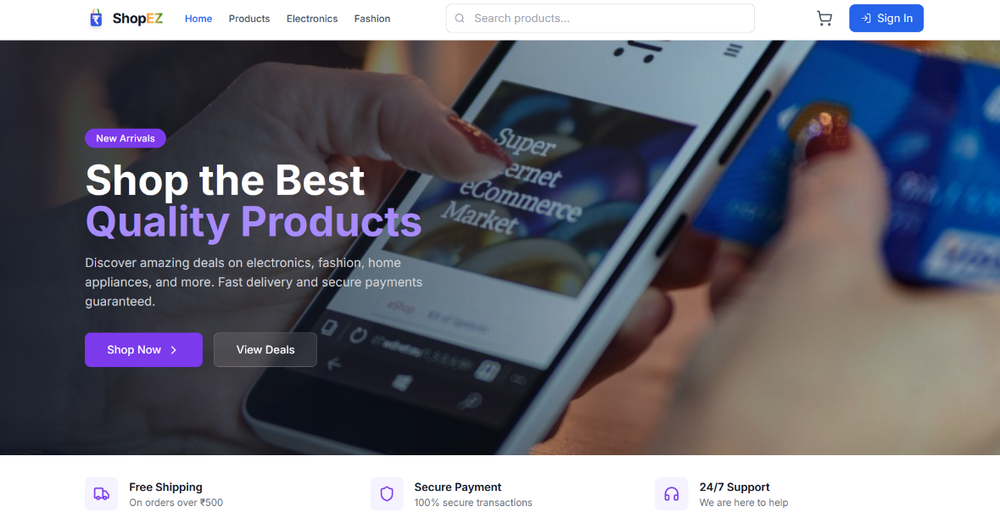 ShopEZ
Home
Products
Electronics
Fashion
Search products...
Sign In
New Arrivals
Shop the Best
Quality Products
Discover amazing deals on electronics, fashion, home
appliances, and more. Fast delivery and secure payments
guaranteed.
Shop Now
View Deals
Super
ernet
eCommerce
Market
eShop
Free Shipping
On orders over ₹500
Secure Payment
100% secure transactions
24/7 Support
We are here to help